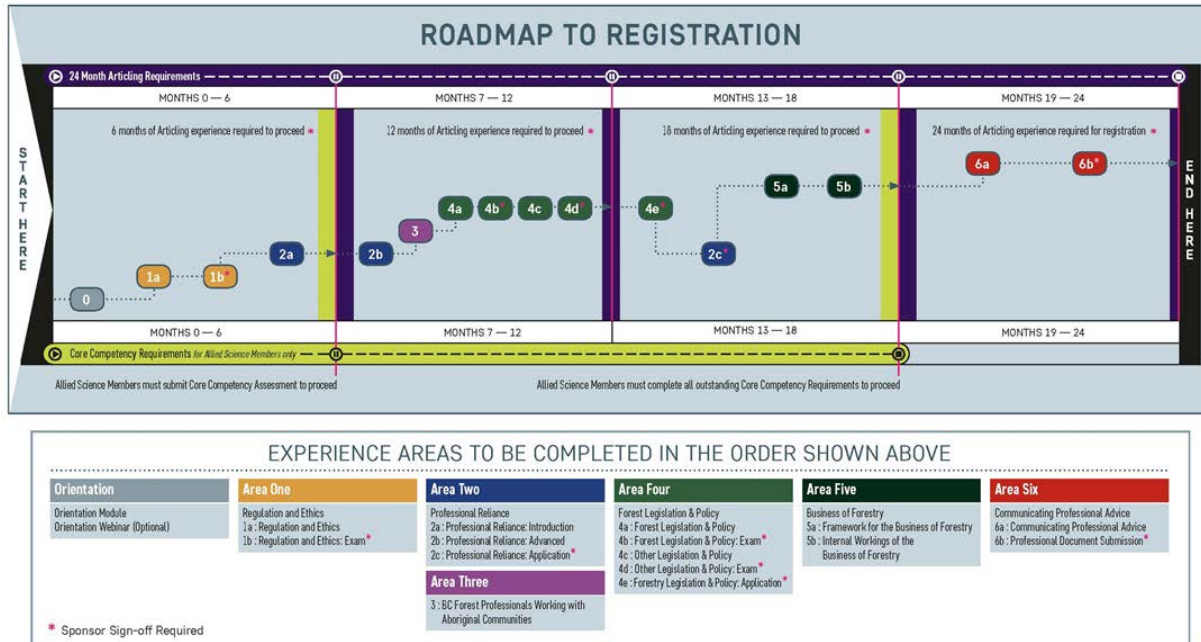 ROADMAP TO REGISTRATION
24 Month Articling Requirements
MONTHS 0 — 6
MONTHS 7 — 12
MONTHS 13 — 18
MONTHS 19 — 24
6 months of Articling experience required to proceed *
12 months of Articling experience required to proceed *
18 months of Articling experience required to proceed *
24 months of Articling experience required for registration *
START HERE
0
1a
1b*
2a
2b
3
4a
4b*
4c
4d*
4e*
2c*
5a
5b
6a
6b*
END HERE
MONTHS 0 — 6
MONTHS 7 — 12
MONTHS 13 — 18
MONTHS 19 — 24
Core Competency Requirements for Allied Science Members only
Allied Science Members must submit Core Competency Assessment to proceed
Allied Science Members must complete all outstanding Core Competency Requirements to proceed
EXPERIENCE AREAS TO BE COMPLETED IN THE ORDER SHOWN ABOVE
Orientation
Orientation Module
Orientation Webinar (Optional)
Area One
Regulation and Ethics
1a : Regulation and Ethics
1b : Regulation and Ethics: Exam *
Area Two
Professional Reliance
2a : Professional Reliance: Introduction
2b : Professional Reliance: Advanced
2c : Professional Reliance: Application *
Area Three
3 : BC Forest Professionals Working with
Aboriginal Communities
Area Four
Forest Legislation & Policy
4a : Forest Legislation & Policy
4b : Forest Legislation & Policy: Exam *
4c : Other Legislation & Policy
4d : Other Legislation & Policy: Exam *
4e : Forestry Legislation & Policy: Application *
Area Five
Business of Forestry
5a : Framework for the Business of Forestry
5b : Internal Workings of the
Business of Forestry
Area Six
Communicating Professional Advice
6a : Communicating Professional Advice
6b : Professional Document Submission *
* Sponsor Sign-off Required